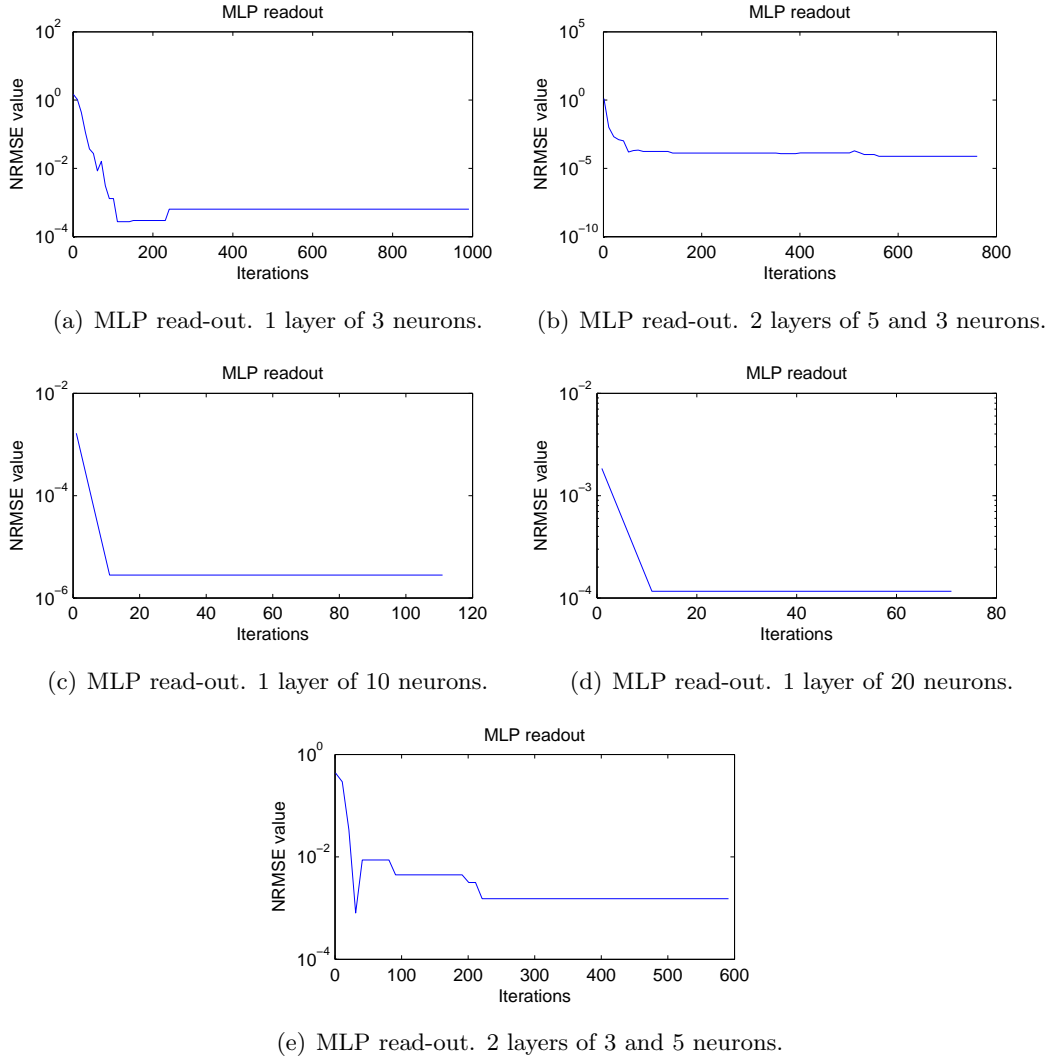 MLP readout
10^2
10^0
10^-2
10^-4
NRMSE value
0 200 400 600 800 1000
Iterations
(a) MLP read-out. 1 layer of 3 neurons.
MLP readout
10^5
10^0
10^-5
10^-10
NRMSE value
0 200 400 600 800
Iterations
(b) MLP read-out. 2 layers of 5 and 3 neurons.
MLP readout
10^-2
10^-4
10^-6
NRMSE value
0 20 40 60 80 100 120
Iterations
(c) MLP read-out. 1 layer of 10 neurons.
MLP readout
10^-2
10^-3
10^-4
NRMSE value
0 20 40 60 80
Iterations
(d) MLP read-out. 1 layer of 20 neurons.
MLP readout
10^0
10^-2
10^-4
NRMSE value
0 100 200 300 400 500 600
Iterations
(e) MLP read-out. 2 layers of 3 and 5 neurons.